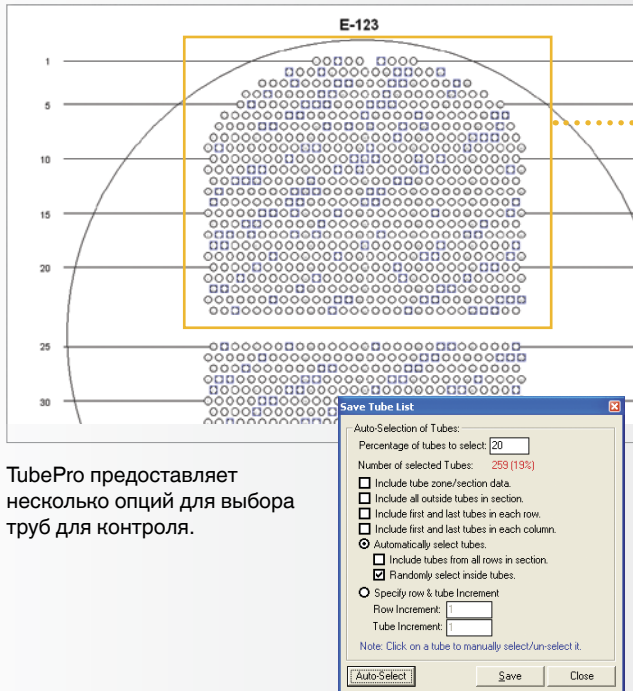 E-123
1
5
10
15
20
25
30
TubePro предоставляет
несколько опций для выбора
труб для контроля.
Save Tube List
Auto-Selection of Tubes:
Percentage of tubes to select: 20
Number of selected Tubes: 259 (19%)
Include tube zone/section data.
Include all outside tubes in section.
Include first and last tubes in each row.
Include first and last tubes in each column.
Automatically select tubes.
Include tubes from all rows in section.
Randomly select inside tubes.
Specify row & tube Increment
Row Increment: 1
Tube Increment: 1
Note: Click on a tube to manually select/un-select it.
Auto-Select Save Close